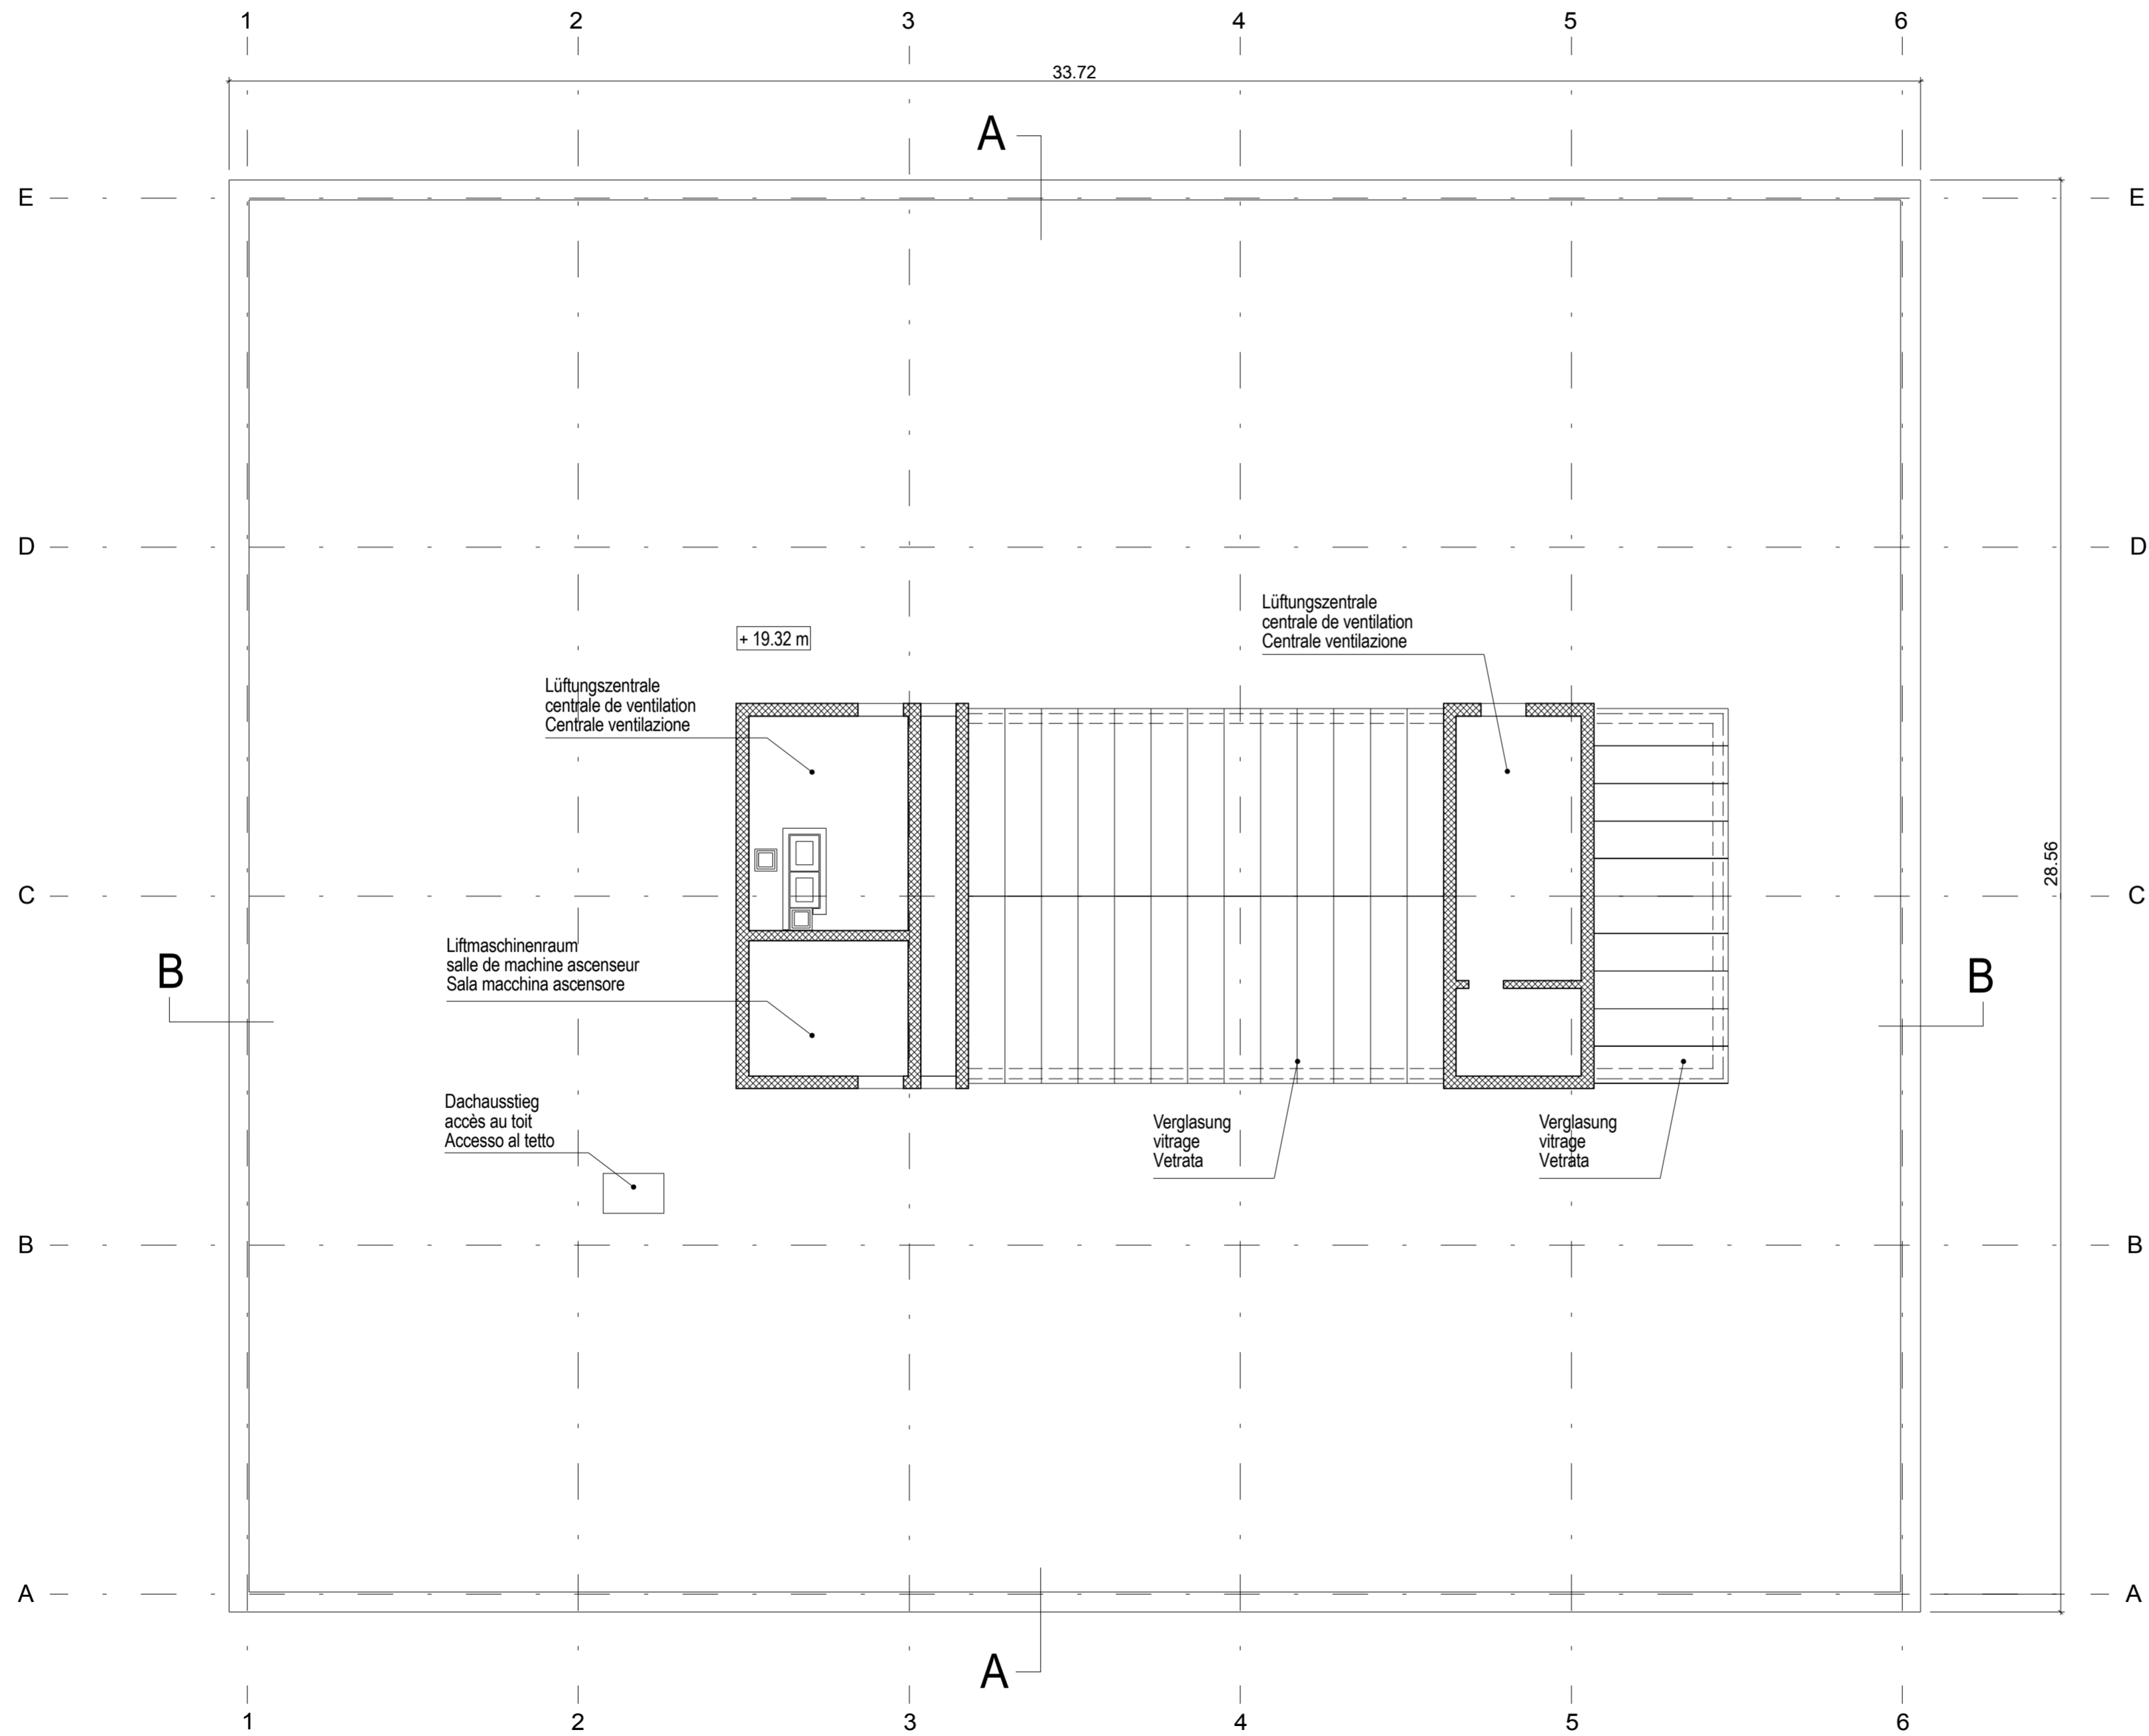 1 2 3 4 5 6
33.72
A
E E
D D
Lüftungszentrale
centrale de ventilation
Centrale ventilazione
+ 19.32 m
Lüftungszentrale
centrale de ventilation
Centrale ventilazione
28.56
C C
Liftmaschinenraum
salle de machine ascenseur
Sala macchina ascensore
B B
Dachausstieg
accès au toit
Accesso al tetto
Verglasung
vitrage
Vetrata
Verglasung
vitrage
Vetrata
B B
A A
A
1 2 3 4 5 6